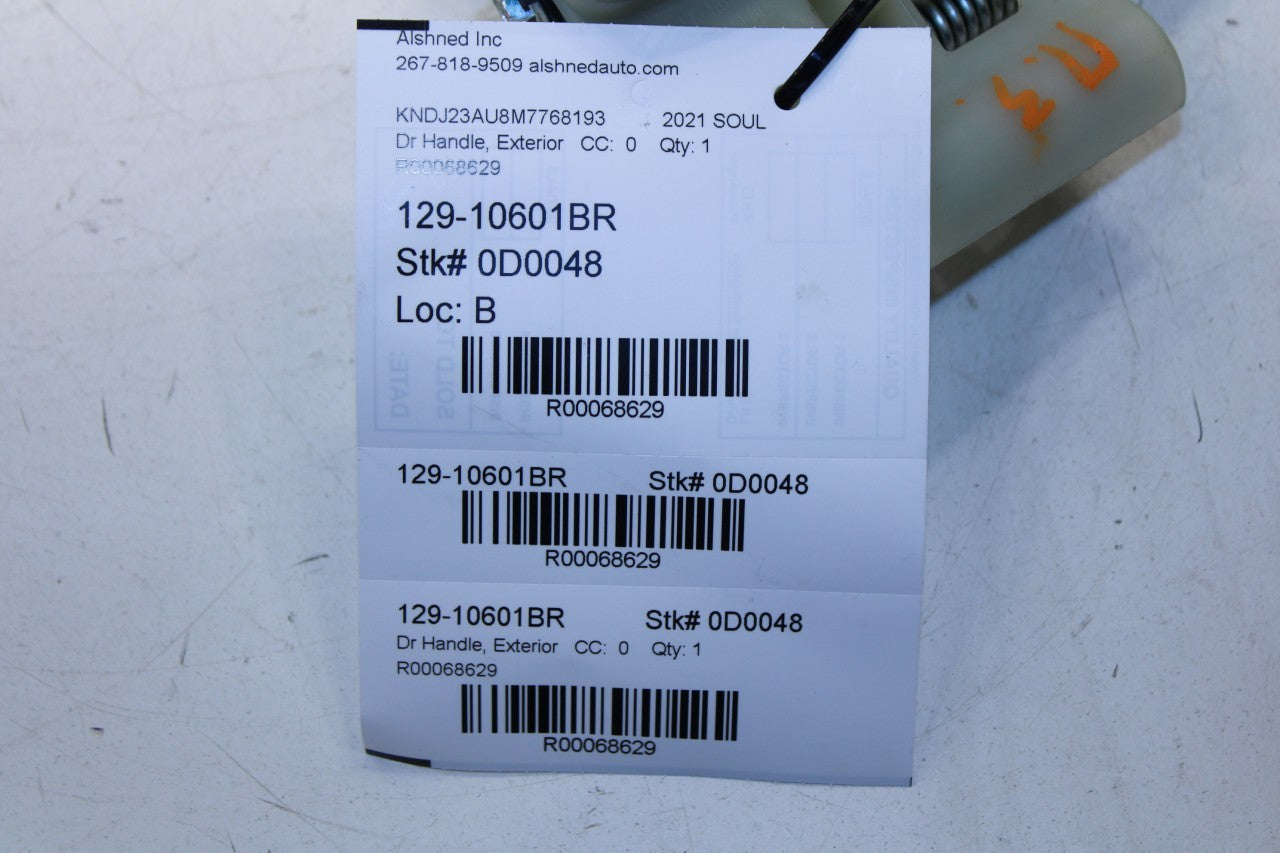 Alshned Inc
267-818-9509 alshnedauto.com
KNDJ23AU8M7768193 2021 SOUL
Dr Handle, Exterior CC: 0 Qty: 1
R00068629
129-10601BR
Stk# 0D0048
Loc: B
R00068629
129-10601BR Stk# 0D0048
R00068629
129-10601BR Stk# 0D0048
Dr Handle, Exterior CC: 0 Qty: 1
R00068629
R00068629